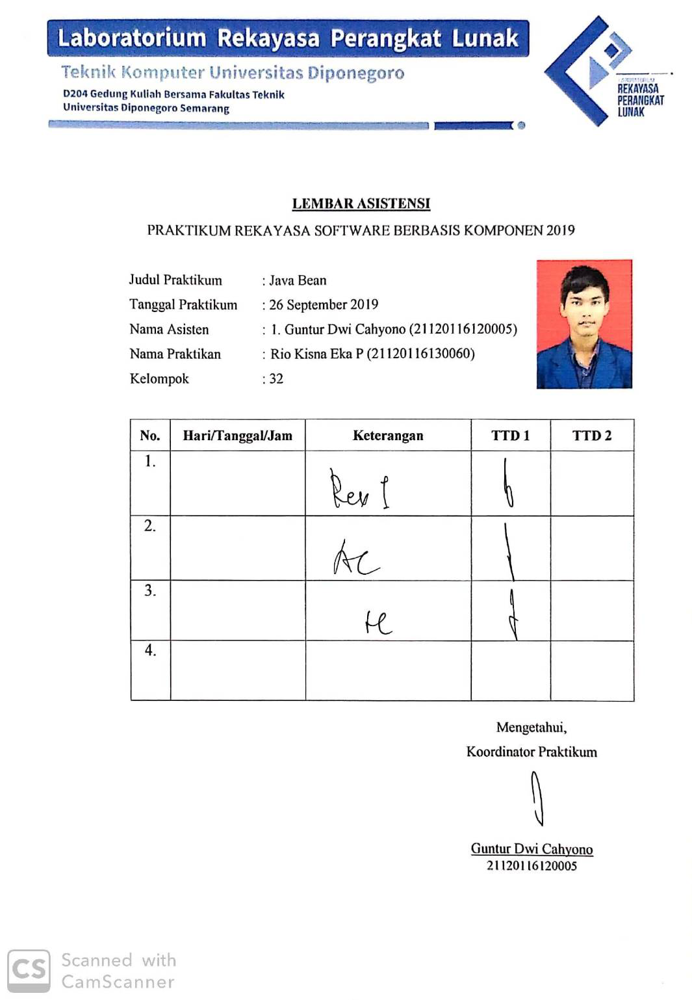 Laboratorium Rekayasa Perangkat Lunak
Teknik Komputer Universitas Diponegoro
D204 Gedung Kuliah Bersama Fakultas Teknik
Universitas Diponegoro Semarang
LABORATORIUM
REKAYASA
PERANGKAT
LUNAK
LEMBAR ASISTENSI
PRAKTIKUM REKAYASA SOFTWARE BERBASIS KOMPONEN 2019
Judul Praktikum : Java Bean
Tanggal Praktikum : 26 September 2019
Nama Asisten : 1. Guntur Dwi Cahyono (21120116120005)
Nama Praktikan : Rio Kisna Eka P (21120116130060)
Kelompok : 32
No. Hari/Tanggal/Jam Keterangan TTD 1 TTD 2
1. Rev I
2.
3.
4.
Mengetahui,
Koordinator Praktikum
Guntur Dwi Cahyono
21120116120005
CS Scanned with
CamScanner